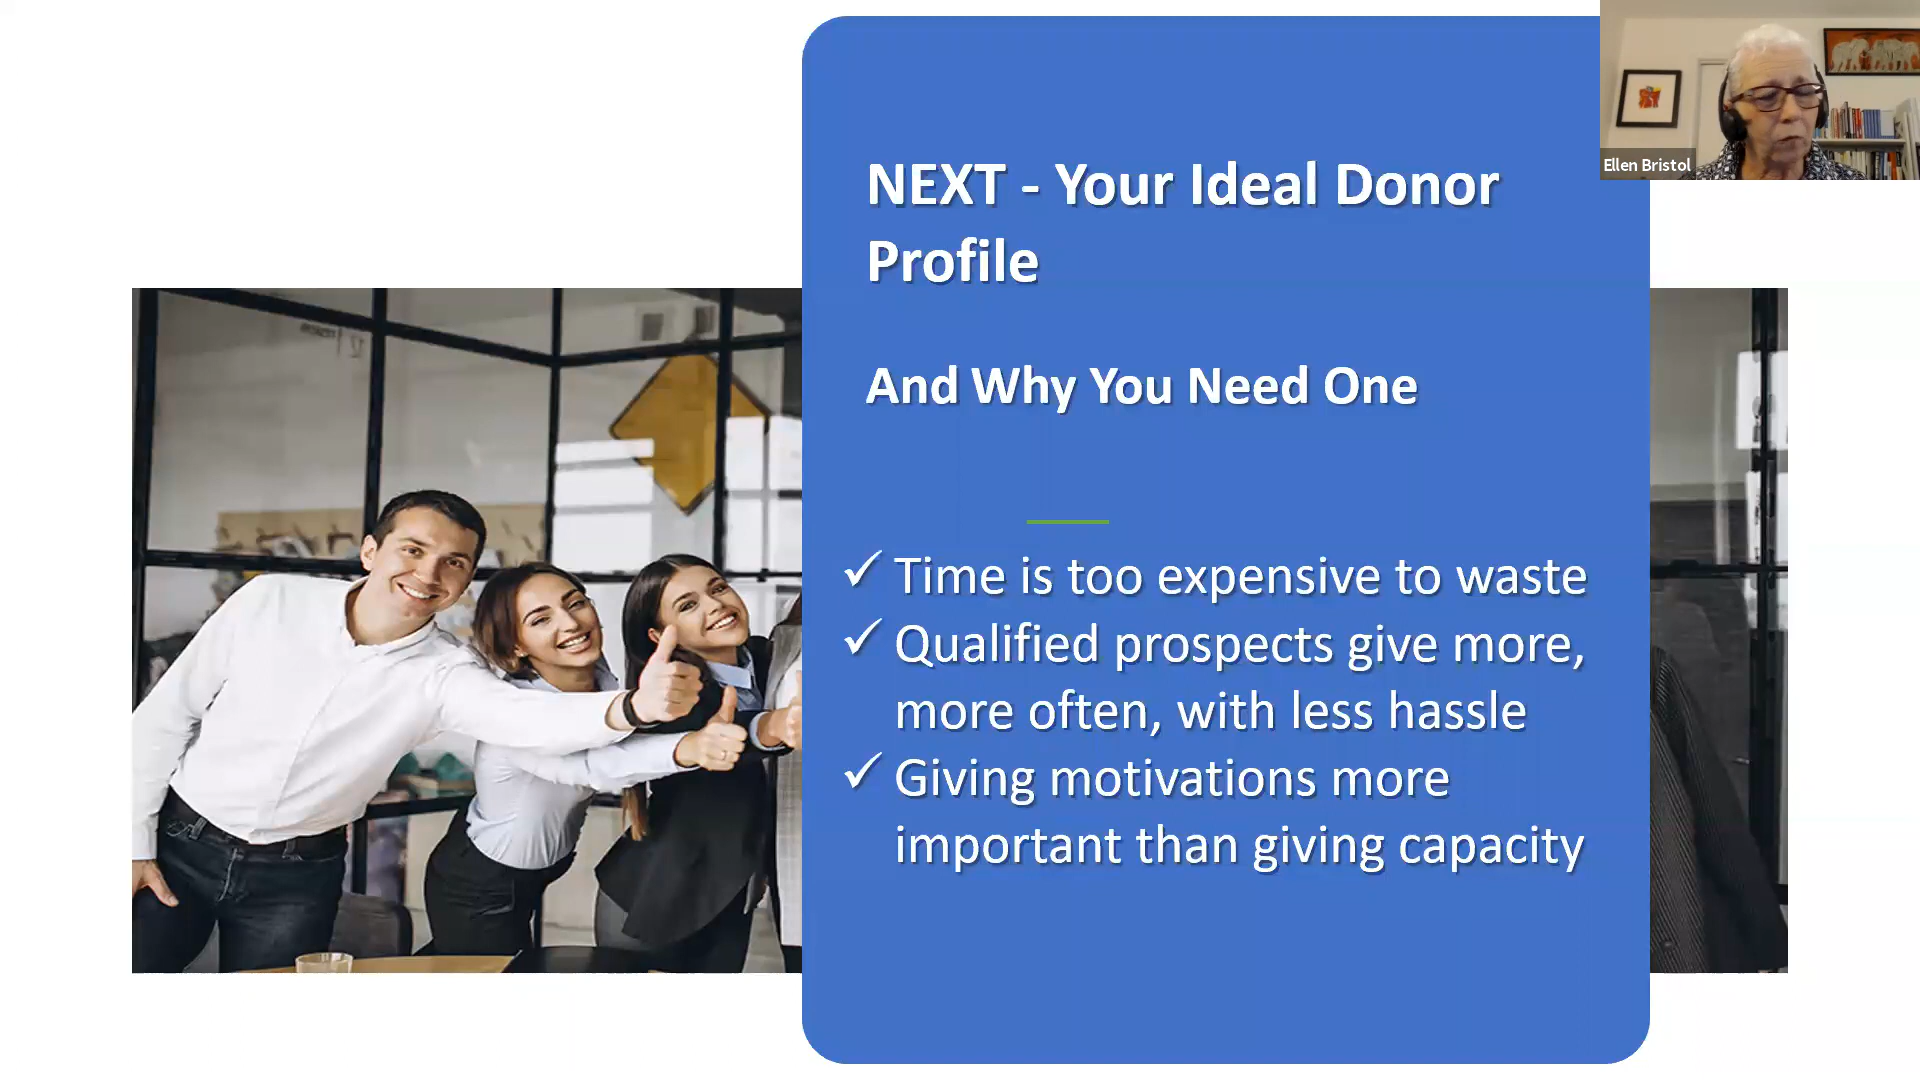 NEXT - Your Ideal Donor
Profile
And Why You Need One
✓ Time is too expensive to waste
✓ Qualified prospects give more,
more often, with less hassle
✓ Giving motivations more
important than giving capacity
Ellen Bristol